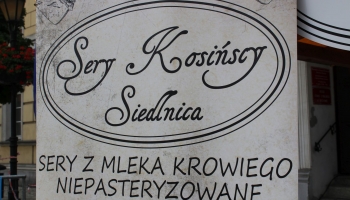 Sery Kosińscy
Siedlnica
SERY Z MLEKA KROWIEGO
NIEPASTERYZOWANE